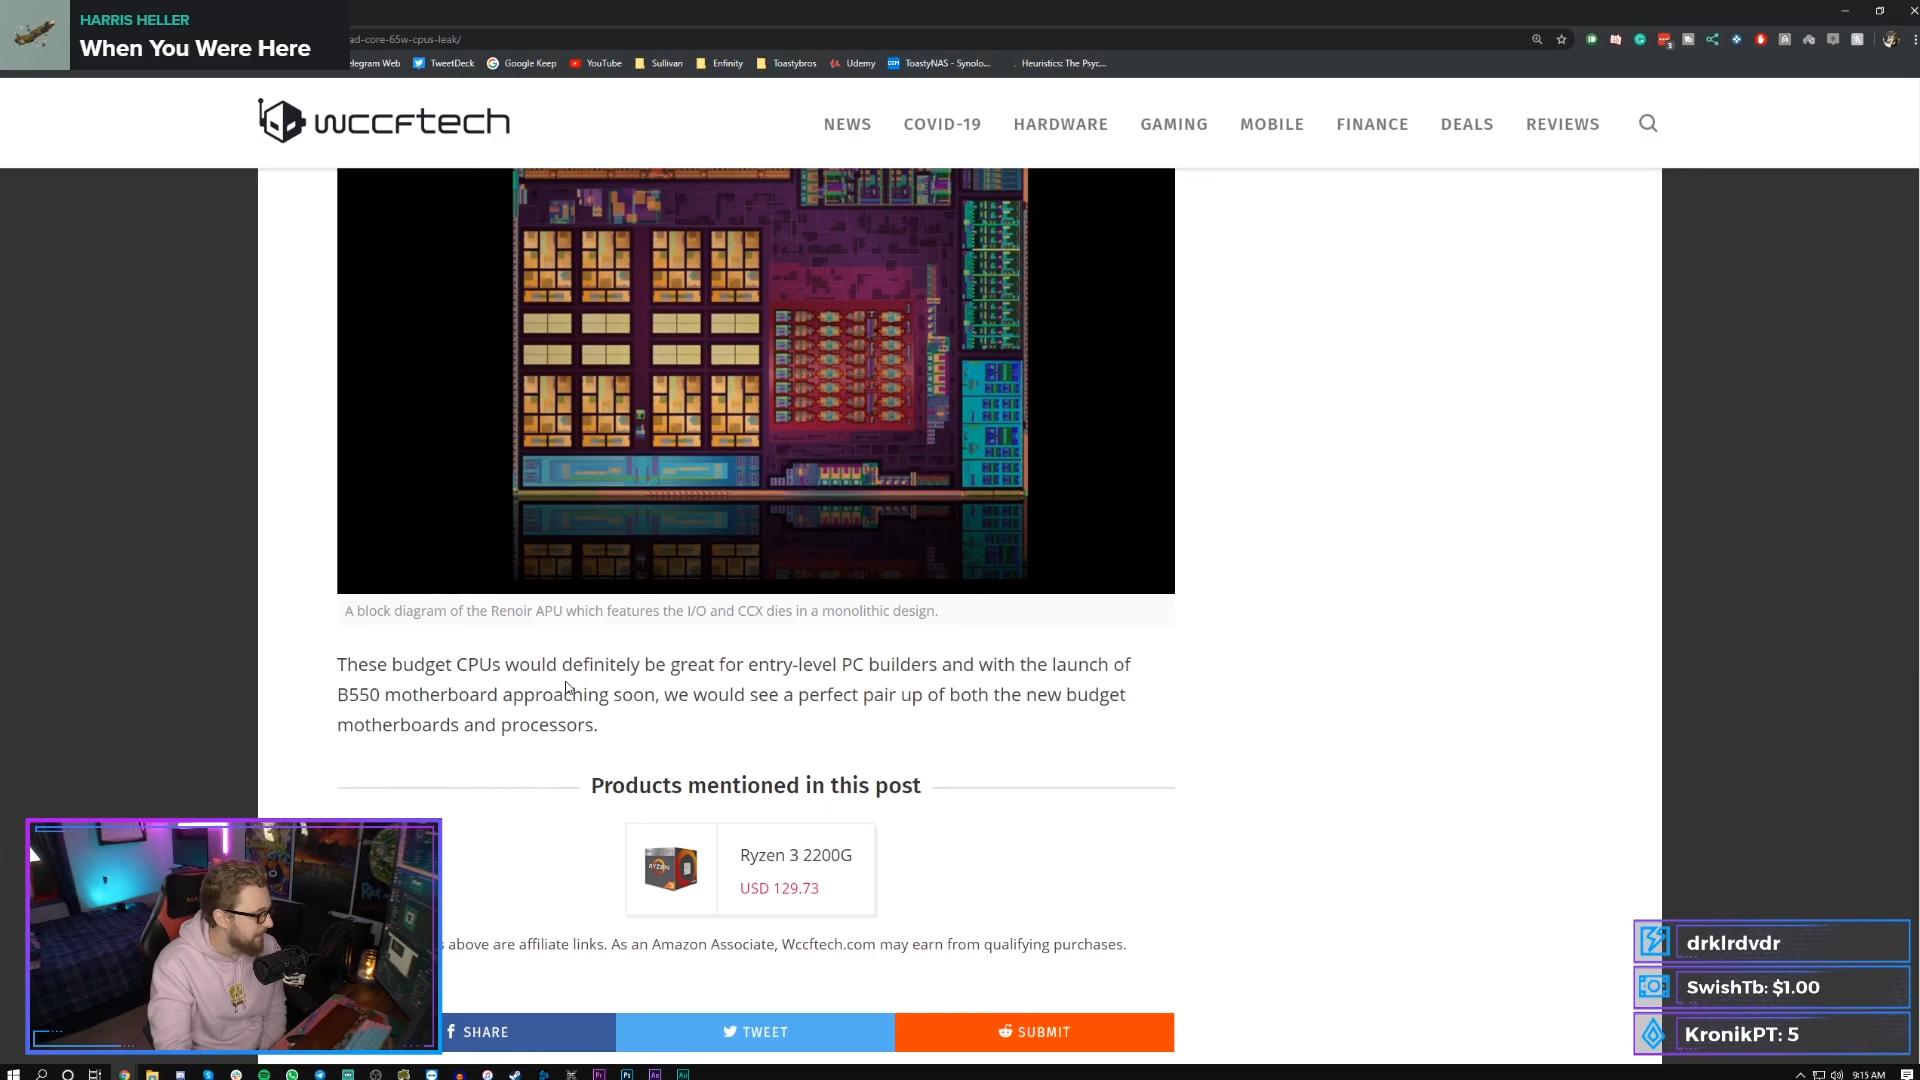 HARRIS HELLER
When You Were Here
ad-core-65w-cpus-leak/
elegram Web TweetDeck Google Keep YouTube Sullivan Enfinity Toastybros Udemy ToastyNAS - Synolo... Heuristics: The Psyc...
wccftech
NEWS COVID-19 HARDWARE GAMING MOBILE FINANCE DEALS REVIEWS
A block diagram of the Renoir APU which features the I/O and CCX dies in a monolithic design.
These budget CPUs would definitely be great for entry-level PC builders and with the launch of
B550 motherboard approaching soon, we would see a perfect pair up of both the new budget
motherboards and processors.
Products mentioned in this post
RYZEN
Ryzen 3 2200G
USD 129.73
s above are affiliate links. As an Amazon Associate, Wccftech.com may earn from qualifying purchases.
SHARE
TWEET
SUBMIT
drklrdvdr
SwishTb: $1.00
KronikPT: 5
9:15 AM